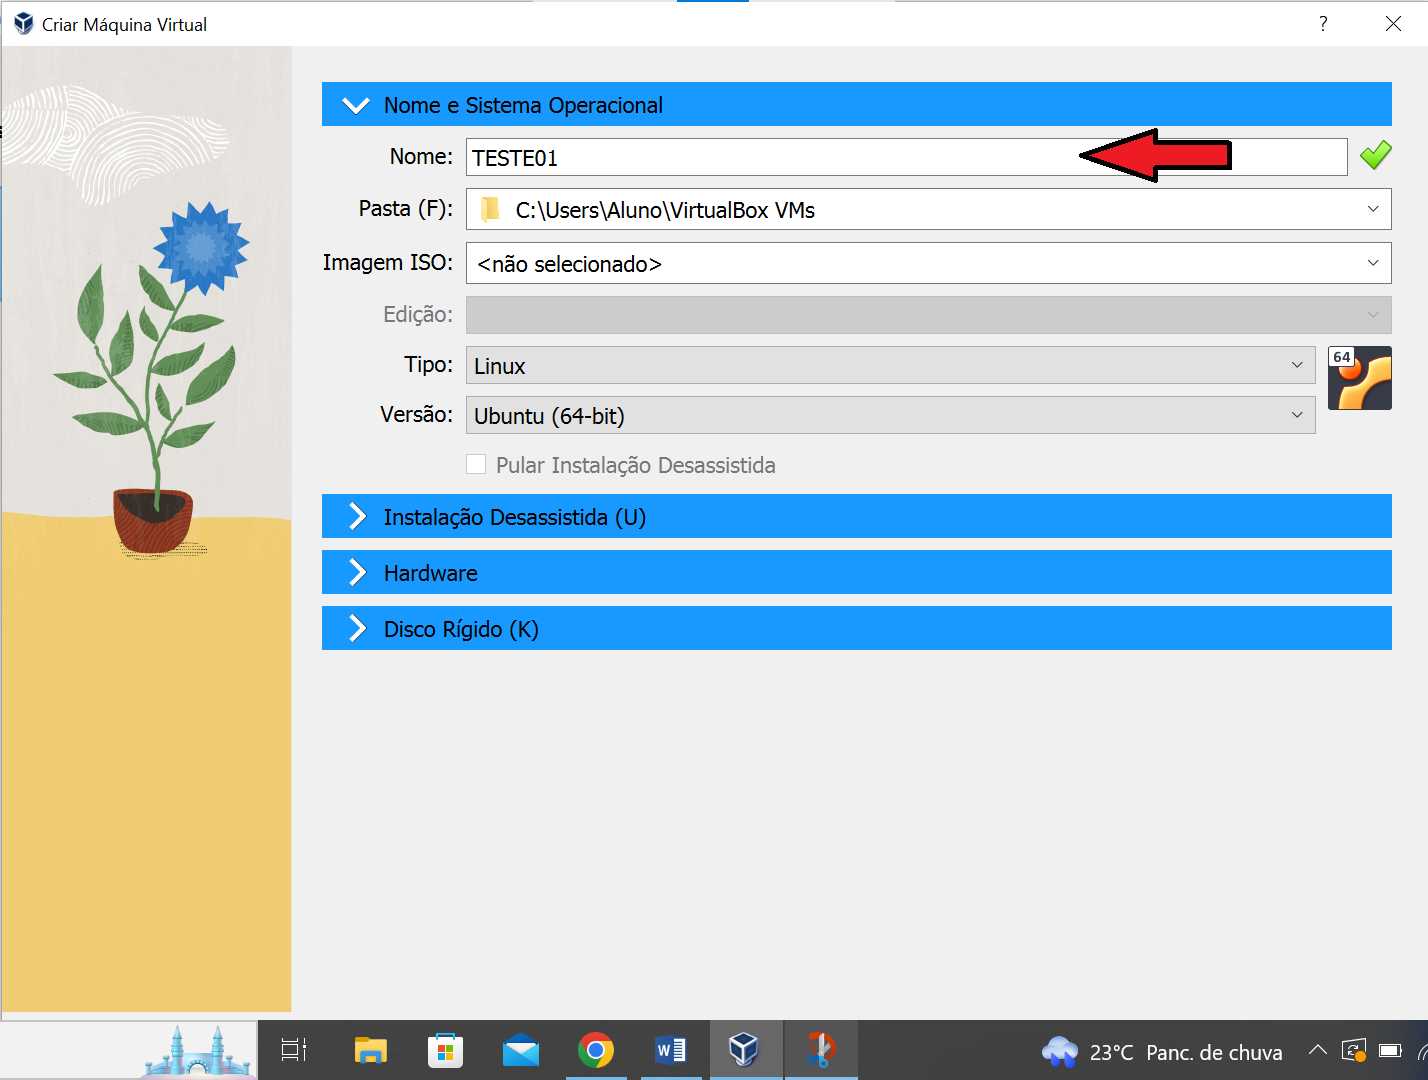 Criar Máquina Virtual
?
Nome e Sistema Operacional
Nome: TESTE01
Pasta (F): C:\Users\Aluno\VirtualBox VMs
Imagem ISO: <não selecionado>
Edição:
Tipo: Linux
64
Versão: Ubuntu (64-bit)
Pular Instalação Desassistida
Instalação Desassistida (U)
Hardware
Disco Rígido (K)
W
23°C Panc. de chuva